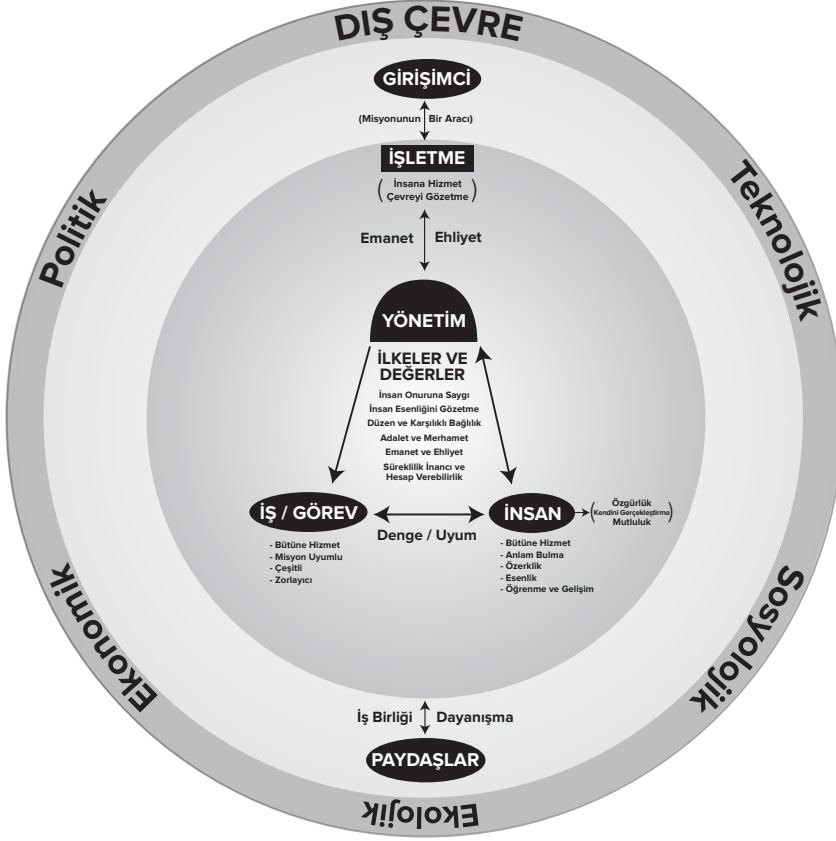 DIŞ ÇEVRE
GİRİŞİMCİ
(Misyonunun Bir Aracı)
İŞLETME
(İnsana Hizmet
Çevreyi Gözetme)
Emanet Ehliyet
Politik
Teknolojik
YÖNETİM
İLKELER VE
DEĞERLER
İnsan Onuruna Saygı
İnsan Esenliğini Gözetme
Düzen ve Karşılıklı Bağlılık
Adalet ve Merhamet
Emanet ve Ehliyet
Süreklilik İnancı ve
Hesap Verebilirlik
İŞ / GÖREV
Denge / Uyum
İNSAN
(Özgürlük
Kendini Gerçekleştirme
Mutluluk)
- Bütüne Hizmet
- Misyon Uyumlu
- Çeşitli
- Zorlayıcı
- Bütüne Hizmet
- Anlam Bulma
- Özerklik
- Esenlik
- Öğrenme ve Gelişim
Ekonomik
Sosyolojik
İş Birliği Dayanışma
PAYDAŞLAR
Ekolojik